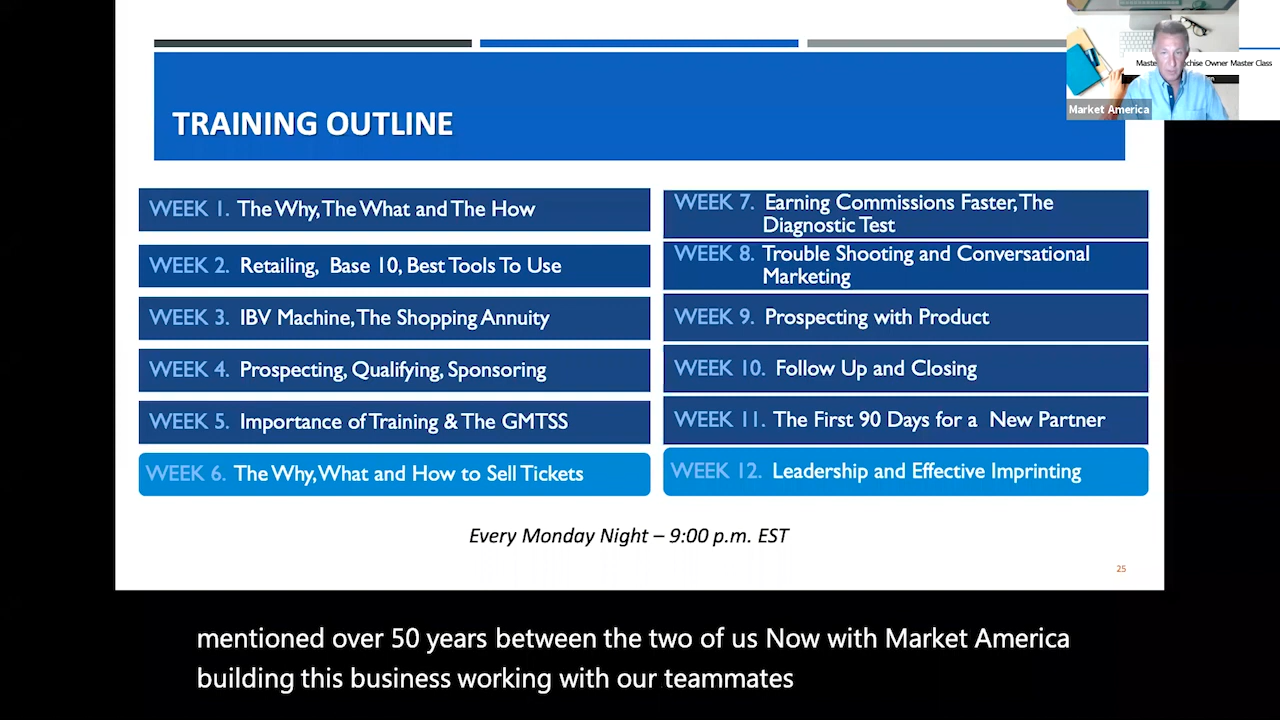 TRAINING OUTLINE
Market America
WEEK 1. The Why, The What and The How
WEEK 2. Retailing, Base 10, Best Tools To Use
WEEK 3. IBV Machine, The Shopping Annuity
WEEK 4. Prospecting, Qualifying, Sponsoring
WEEK 5. Importance of Training & The GMTSS
WEEK 6. The Why, What and How to Sell Tickets
WEEK 7. Earning Commissions Faster, The
Diagnostic Test
WEEK 8. Trouble Shooting and Conversational
Marketing
WEEK 9. Prospecting with Product
WEEK 10. Follow Up and Closing
WEEK 11. The First 90 Days for a New Partner
WEEK 12. Leadership and Effective Imprinting
Every Monday Night – 9:00 p.m. EST
25
mentioned over 50 years between the two of us Now with Market America
building this business working with our teammates